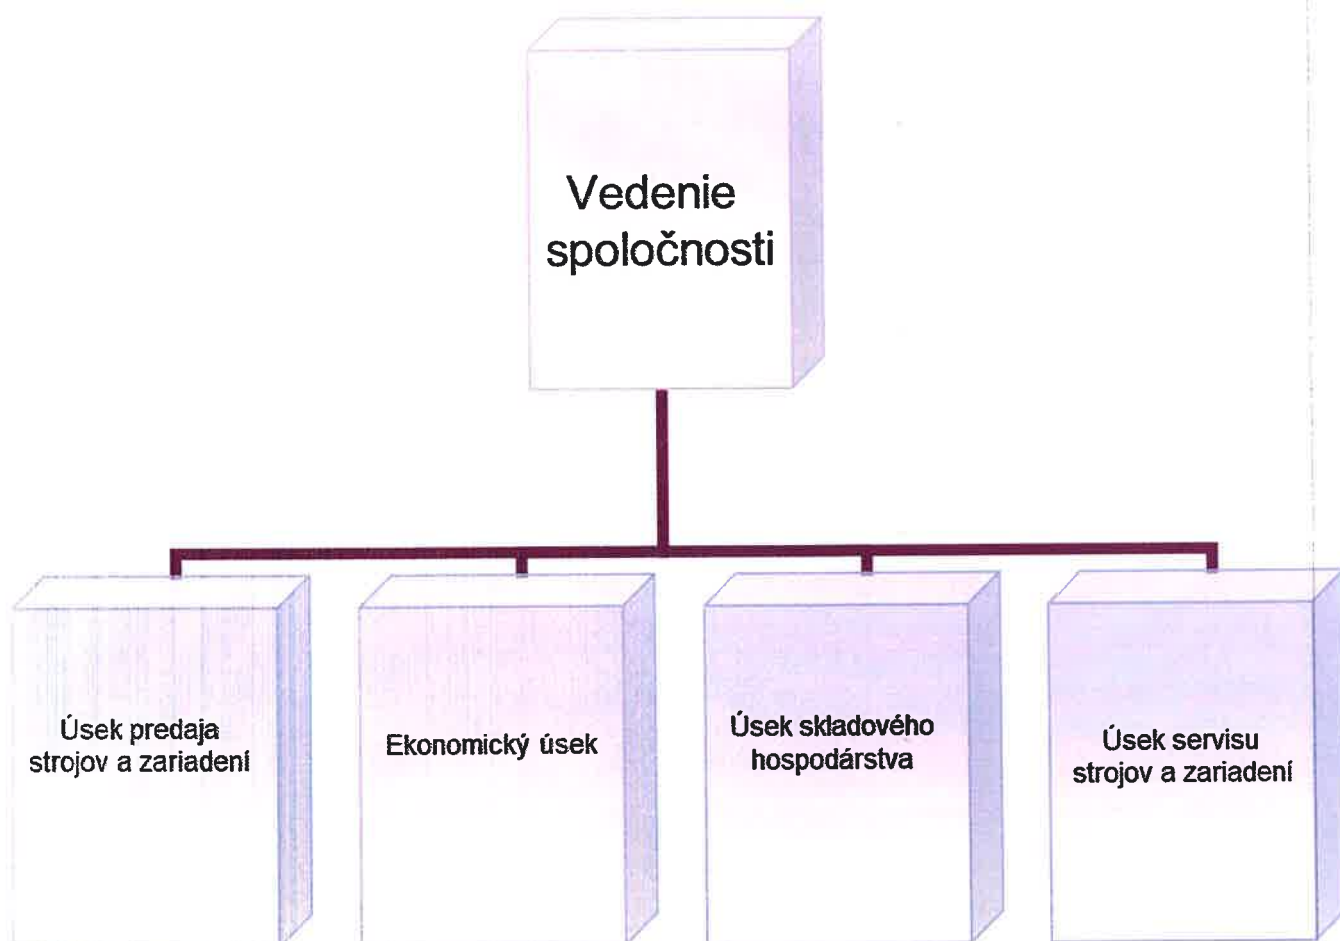 Vedenie
spoločnosti
Úsek predaja
strojov a zariadení
Ekonomický úsek
Úsek skladového
hospodárstva
Úsek servisu
strojov a zariadení